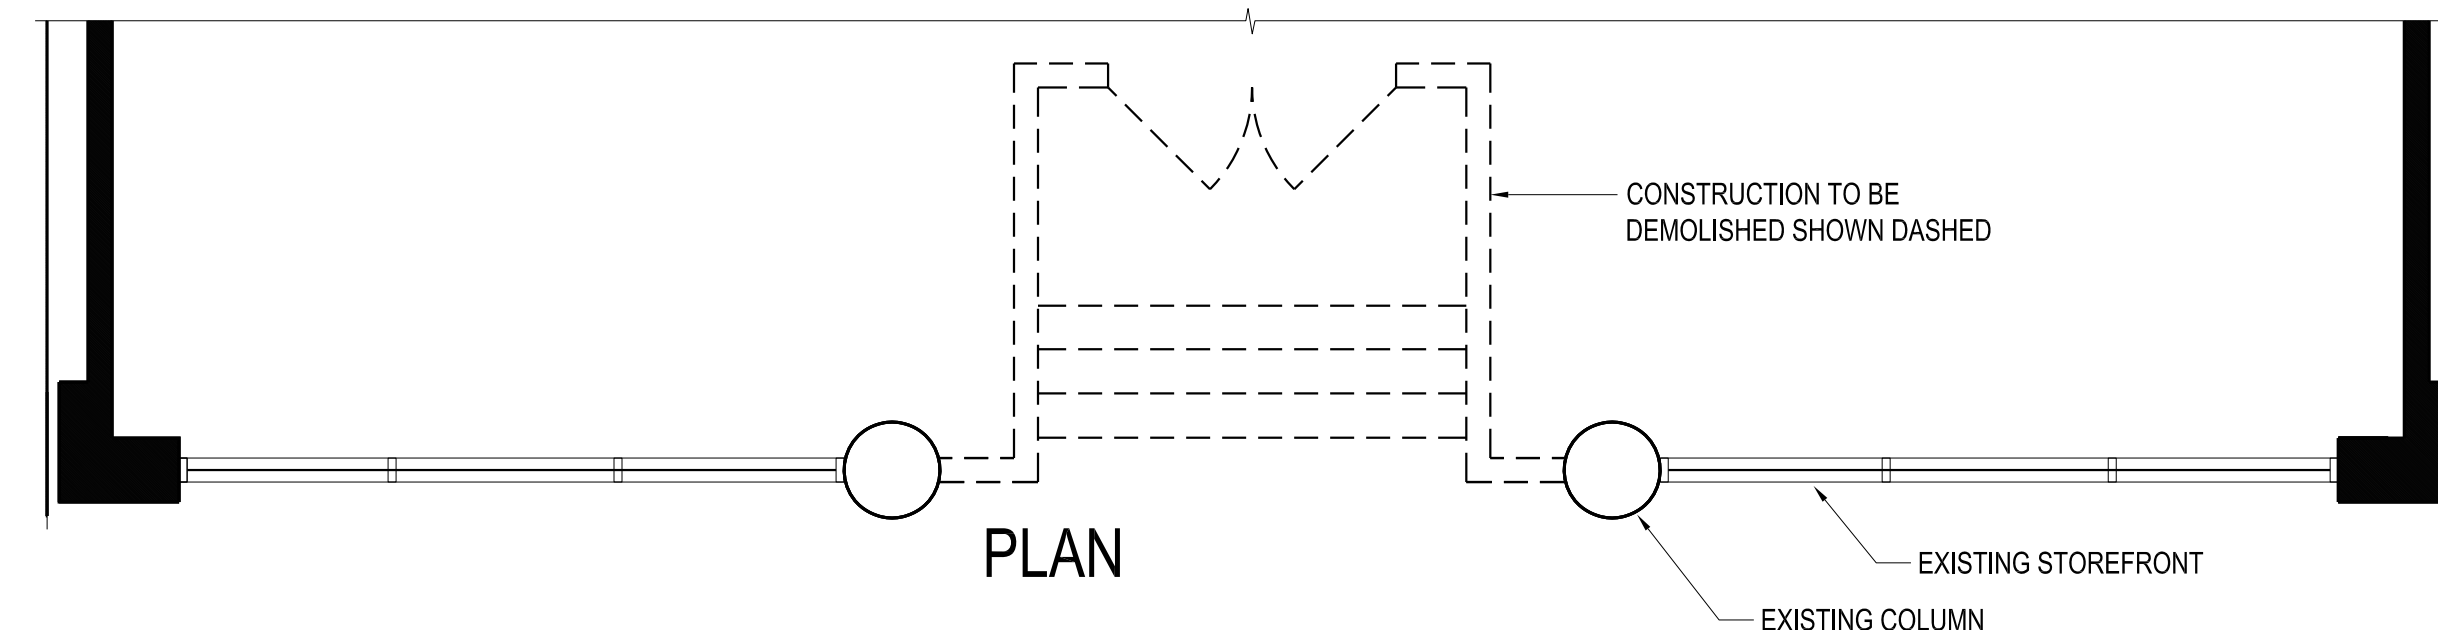 CONSTRUCTION TO BE
DEMOLISHED SHOWN DASHED
PLAN
EXISTING STOREFRONT
EXISTING COLUMN